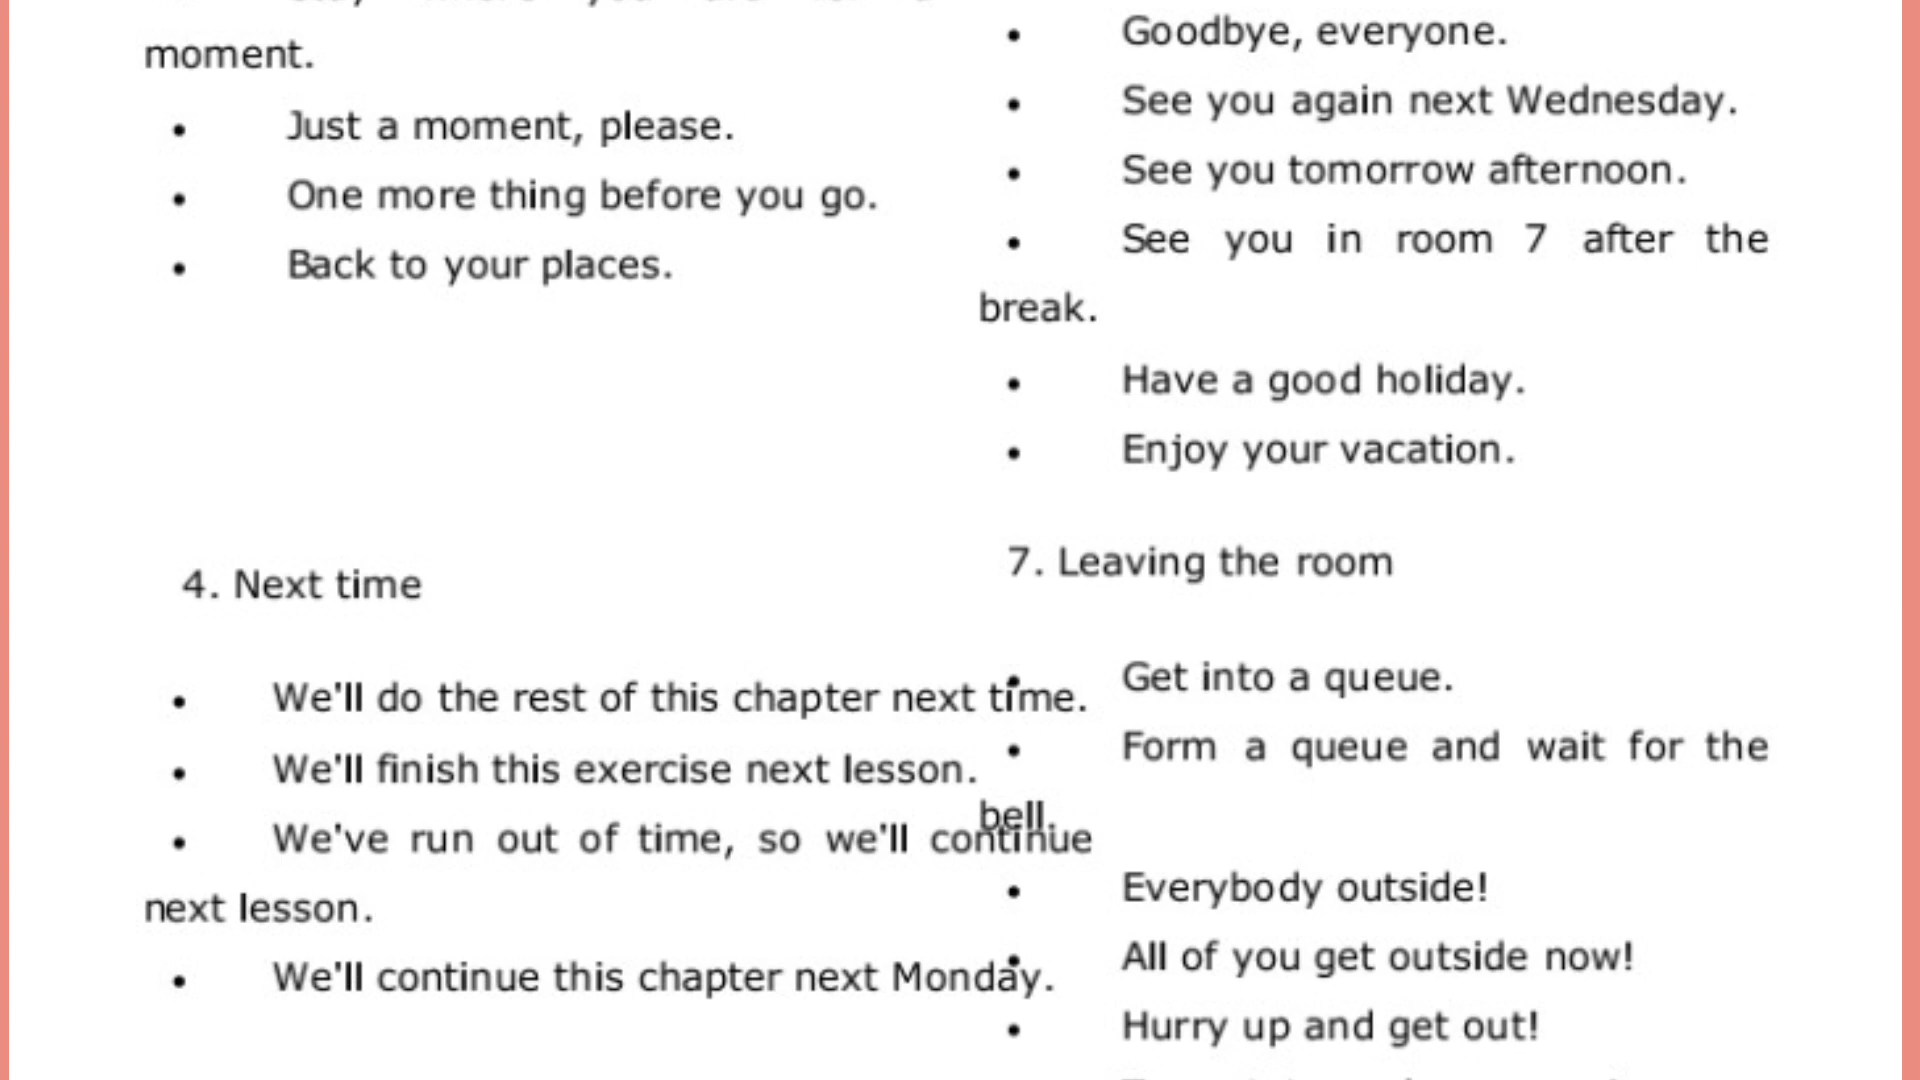 moment.
• Just a moment, please.
• One more thing before you go.
• Back to your places.
4. Next time
• We'll do the rest of this chapter next time.
• We'll finish this exercise next lesson.
• We've run out of time, so we'll continue
next lesson.
• We'll continue this chapter next Monday.
• Goodbye, everyone.
• See you again next Wednesday.
• See you tomorrow afternoon.
• See you in room 7 after the
break.
• Have a good holiday.
• Enjoy your vacation.
7. Leaving the room
• Get into a queue.
• Form a queue and wait for the
bell.
• Everybody outside!
• All of you get outside now!
• Hurry up and get out!